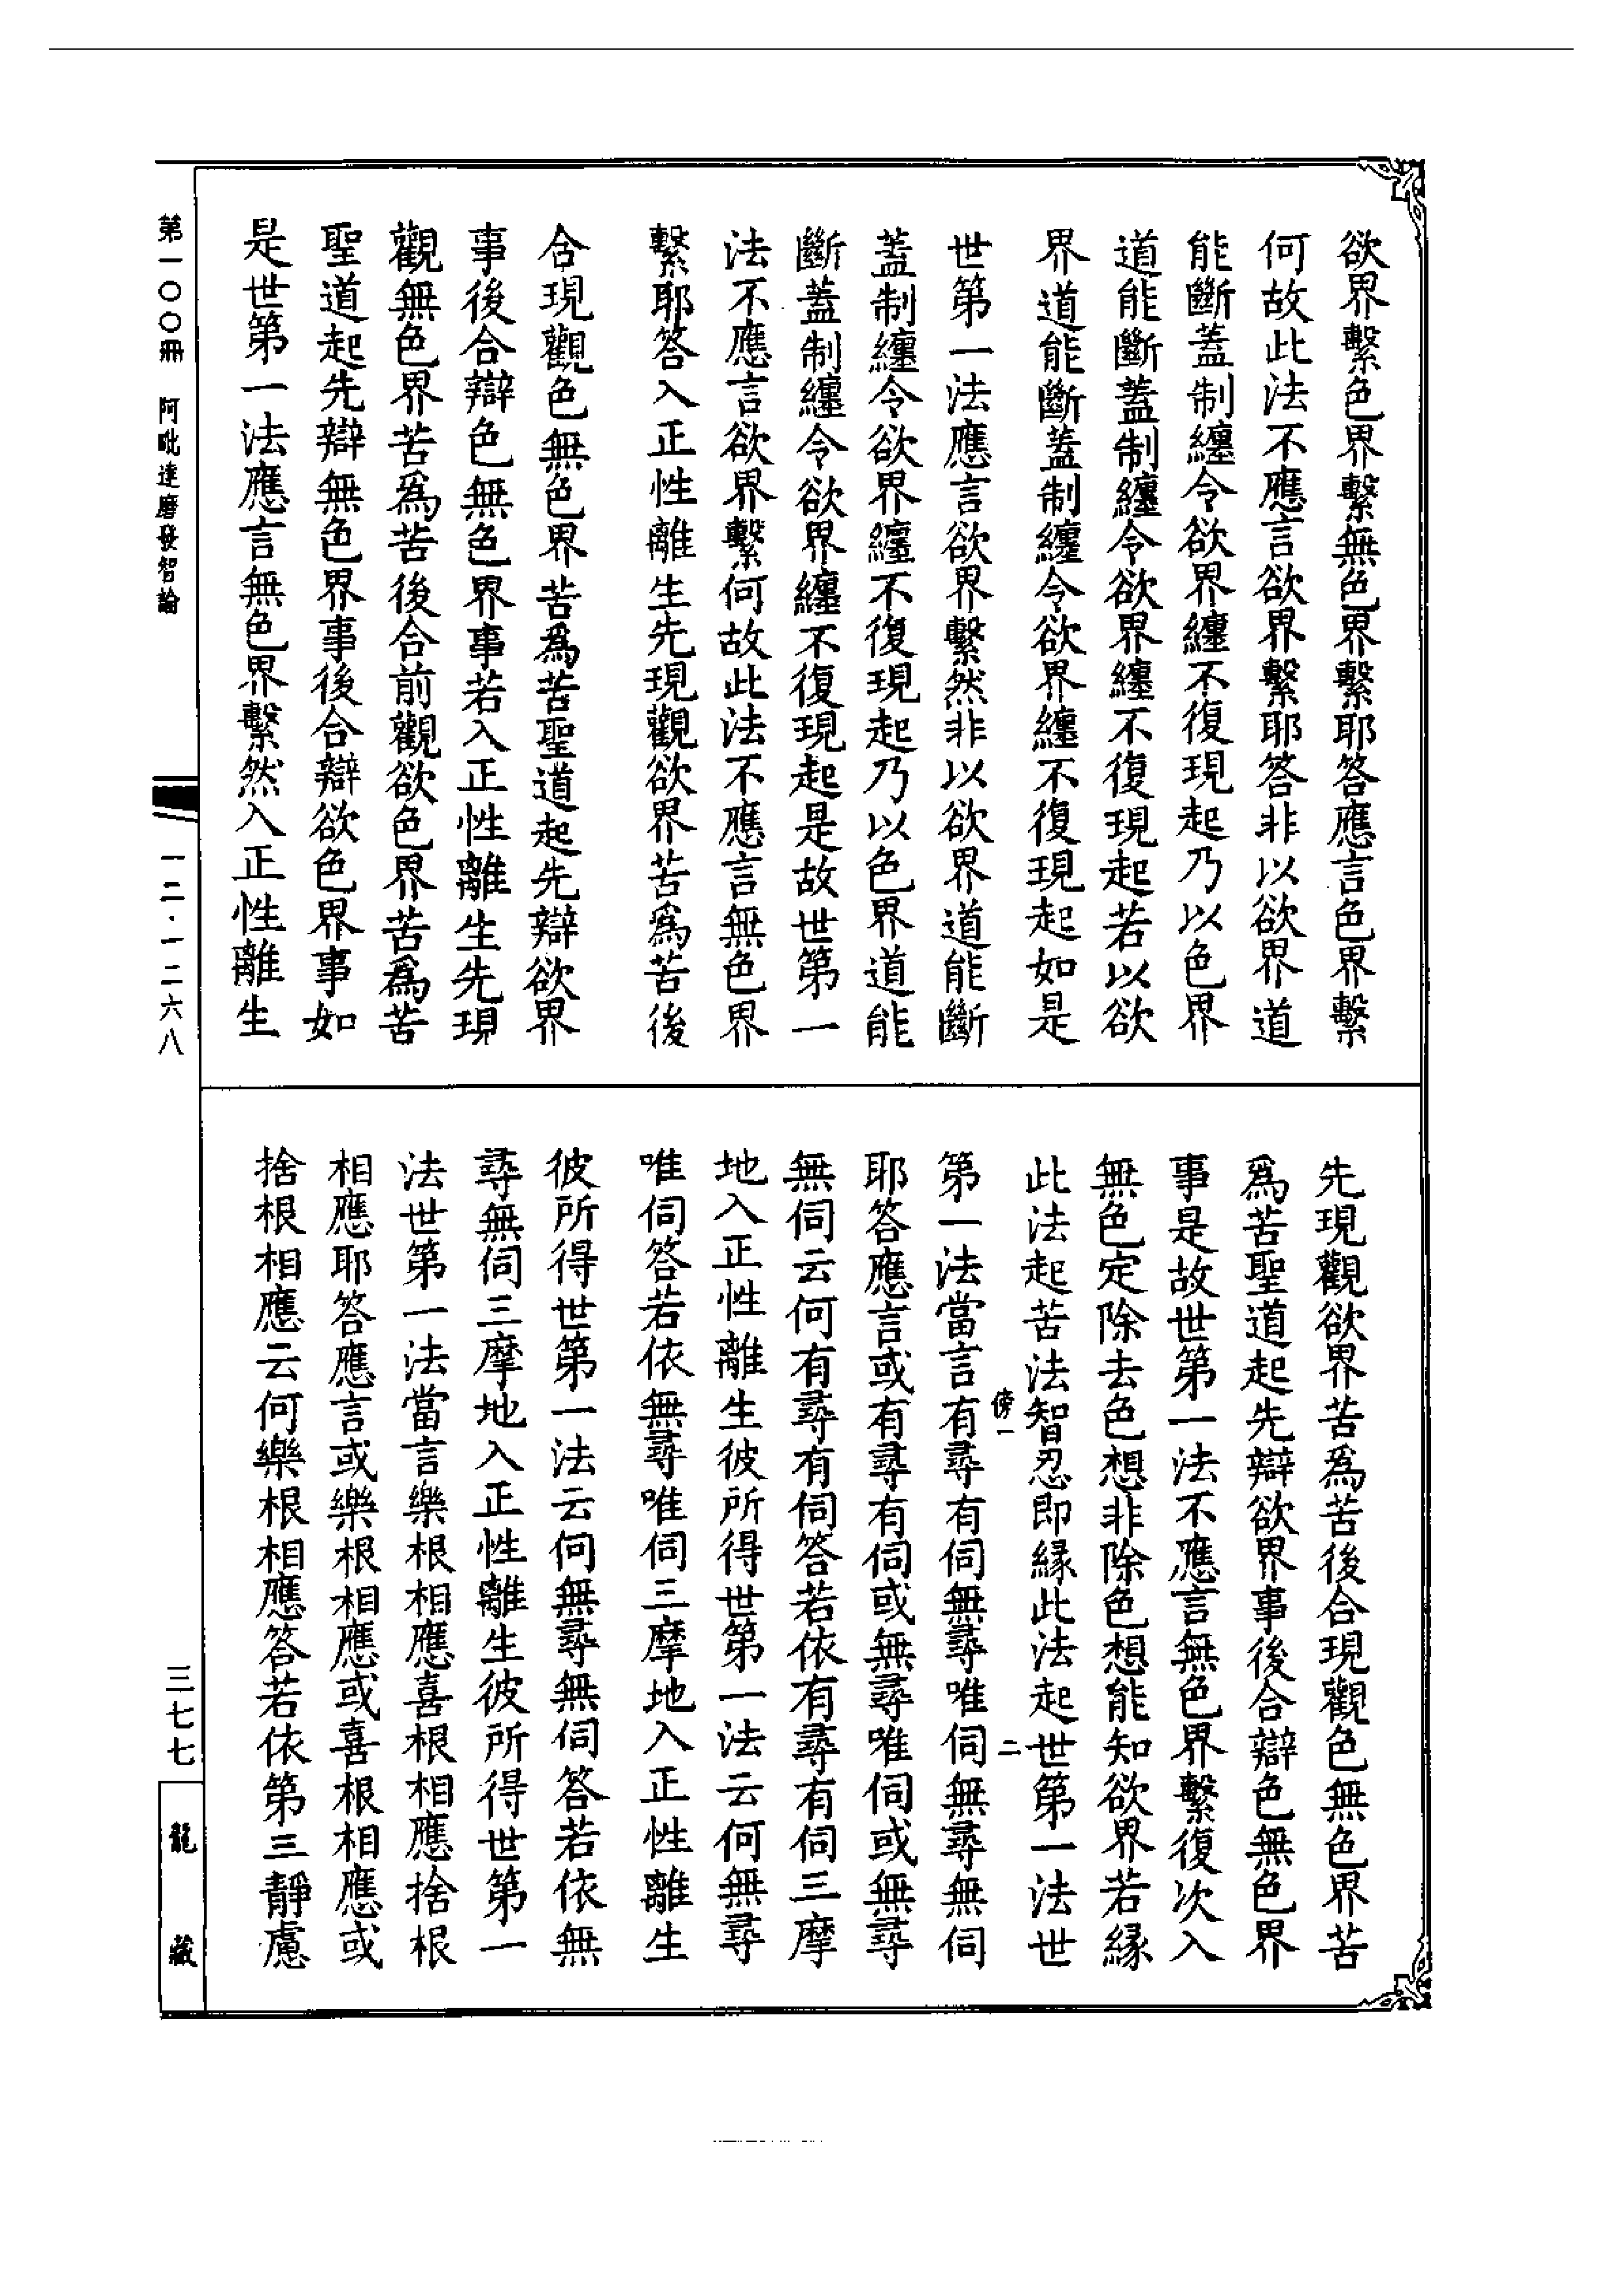 欲界繫色界繫無色界繫耶答應言色界繫
何故此法不應言欲界繫耶答非以欲界道
能斷蓋制纏令欲界纏不復現起乃以色界
道能斷蓋制纏令欲界纏不復現起若以欲
界道能斷蓋制纏令欲界纏不復現起如是
世第一法應言欲界繫然非以欲界道能斷
蓋制纏令欲界纏不復現起乃以色界道能
斷蓋制纏令欲界纏不復現起是故世第一
法不應言欲界繫何故此法不應言無色界
繫耶答入正性離生先現觀欲界苦爲苦後
合現觀色無色界苦爲苦聖道起先辯欲界
事後合辯色無色界事若入正性離生先現
觀無色界苦爲苦後合前觀欲色界苦爲苦
聖道起先辯無色界事後合辯欲色界事如
是世第一法應言無色界繫然入正性離生
先現觀欲界苦爲苦後合現觀色無色界苦
爲苦聖道起先辯欲界事後合辯色無色界
事是故世第一法不應言無色界繫復次入
無色定除去色想非除色想能知欲界若緣
此法起苦法智忍即緣此法起世第一法世
傍一
二
第一法當言有尋有伺無尋唯伺無尋無伺
耶答應言或有尋有伺或無尋唯伺或無尋
無伺云何有尋有伺答若依有尋有伺三摩
地入正性離生彼所得世第一法云何無尋
唯伺答若依無尋唯伺三摩地入正性離生
彼所得世第一法云何無尋無伺答若依無
尋無伺三摩地入正性離生彼所得世第一
法世第一法當言樂根相應喜根相應捨根
相應耶答應言或樂根相應或喜根相應或
捨根相應云何樂根相應答若依第三靜慮
第一〇〇冊 阿毗達磨發智論
一二·一二六八
三七七
龍藏